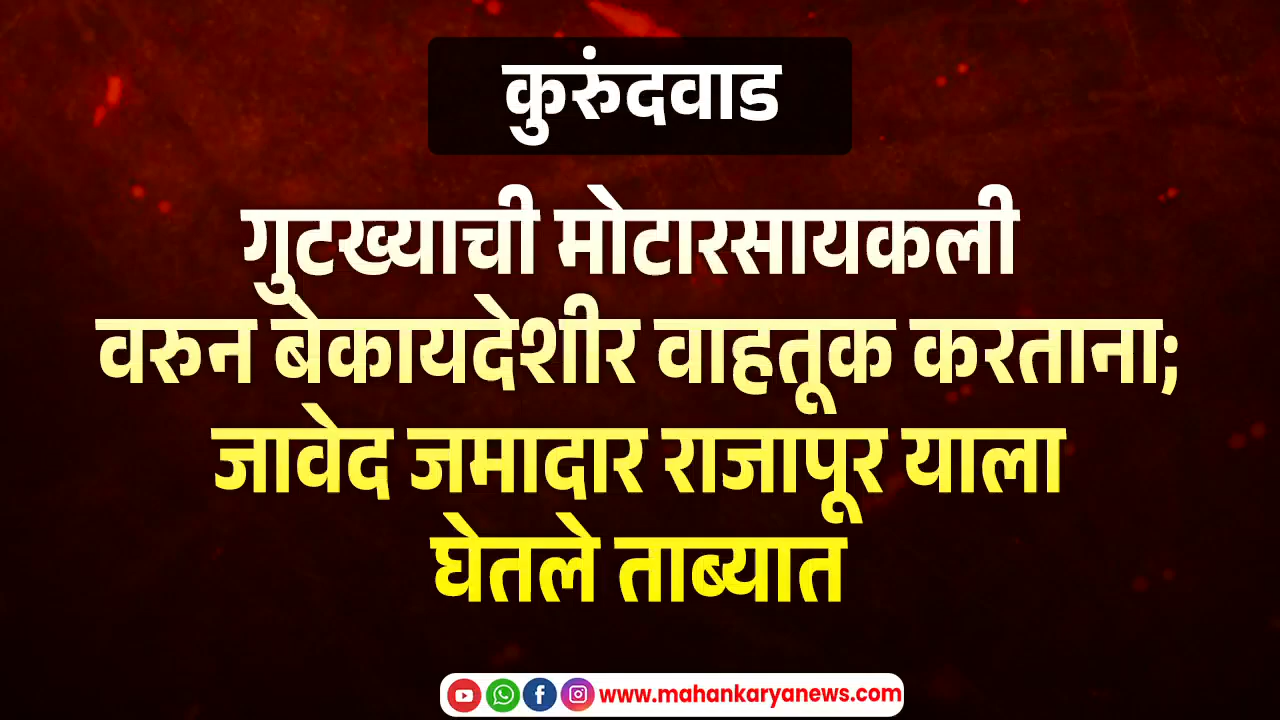 कुरुंदवाड
गुटख्याची मोटारसायकली
वरुन बेकायदेशीर वाहतूक करताना;
जावेद जमादार राजापूर याला
घेतले ताब्यात
www.mahankaryanews.com